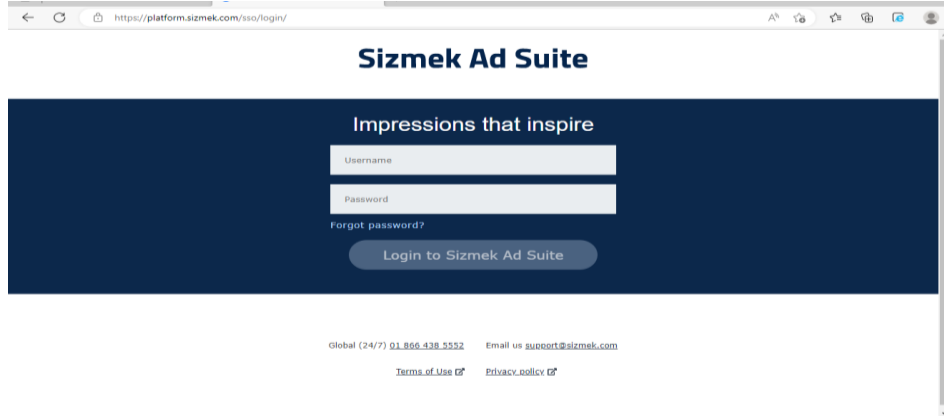 https://platform.sizmek.com/sso/login/
Sizmek Ad Suite
Impressions that inspire
Username
Password
Forgot password?
Login to Sizmek Ad Suite
Global (24/7) 01 866 438 5552 Email us support@sizmek.com
Terms of Use Privacy policy